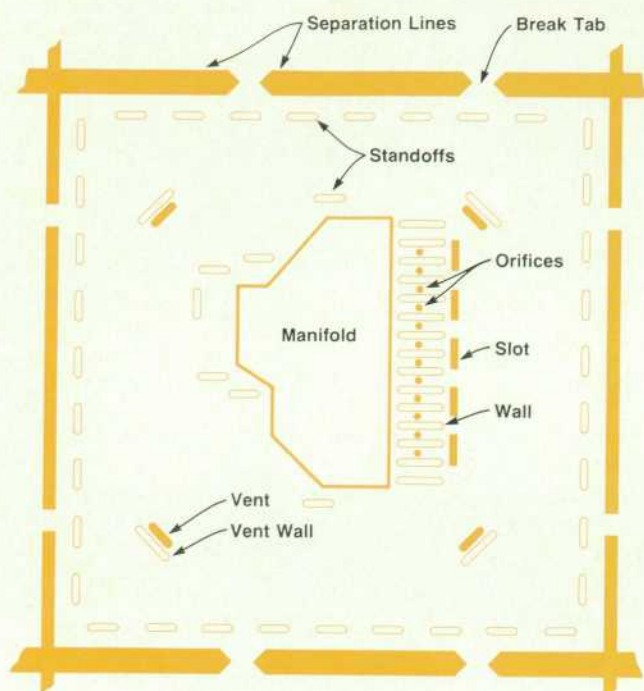 Separation Lines
Break Tab
Standoffs
Orifices
Manifold
Slot
Wall
Vent
Vent Wall